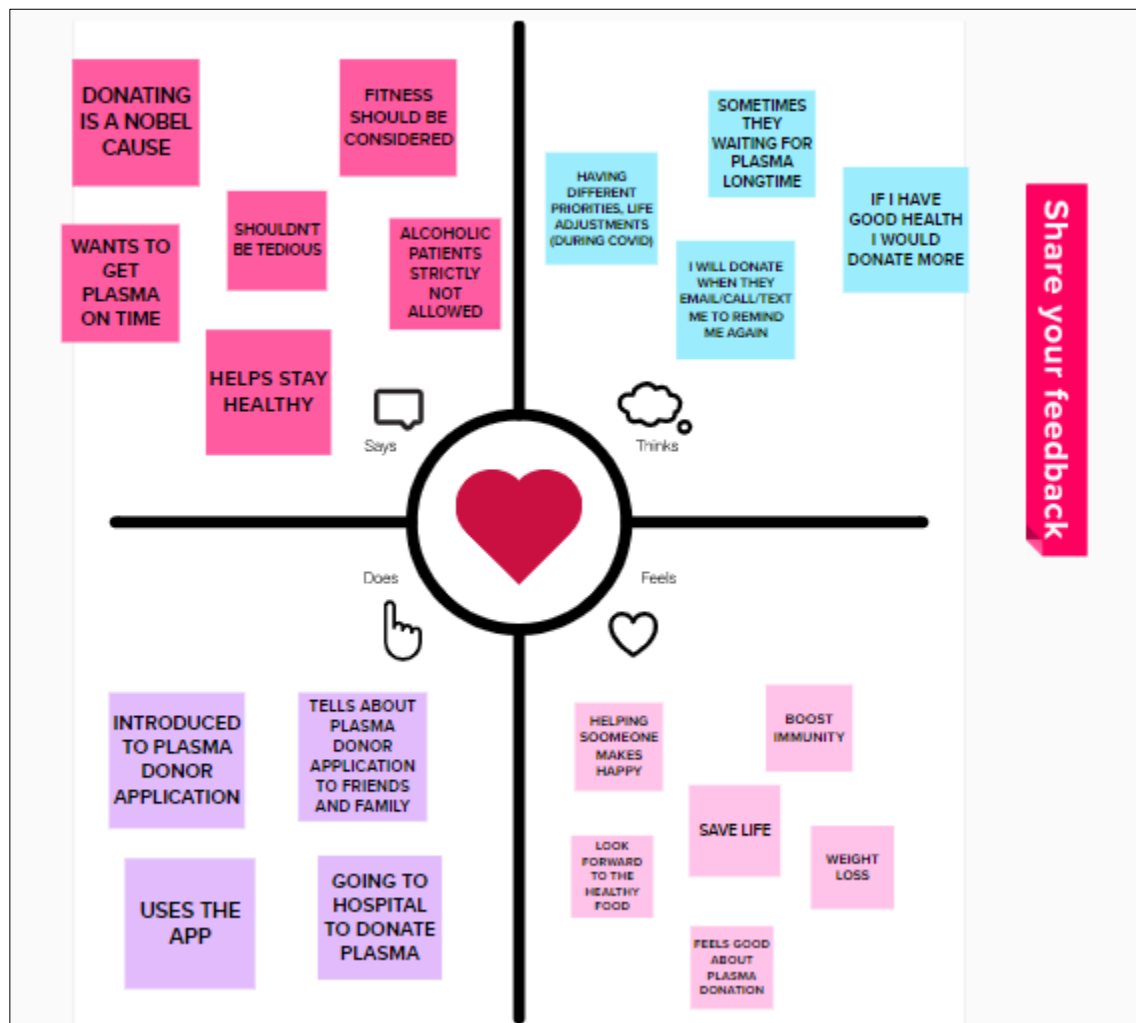 DONATING
IS A NOBEL
CAUSE
FITNESS
SHOULD BE
CONSIDERED
WANTS TO
GET
PLASMA
ON TIME
SHOULDN'T
BE TEDIOUS
ALCOHOLIC
PATIENTS
STRICTLY
NOT
ALLOWED
HELPS STAY
HEALTHY
Says
HAVING
DIFFERENT
PRIORITIES, LIFE
ADJUSTMENTS
(DURING COVID)
SOMETIMES
THEY
WAITING FOR
PLASMA
LONGTIME
IF I HAVE
GOOD HEALTH
I WOULD
DONATE MORE
I WILL DONATE
WHEN THEY
EMAIL/CALL/TEXT
ME TO REMIND
ME AGAIN
Thinks
Share your feedback
Does
INTRODUCED
TO PLASMA
DONOR
APPLICATION
TELLS ABOUT
PLASMA
DONOR
APPLICATION
TO FRIENDS
AND FAMILY
USES THE
APP
GOING TO
HOSPITAL
TO DONATE
PLASMA
Feels
HELPING
SOOMEONE
MAKES
HAPPY
BOOST
IMMUNITY
SAVE LIFE
LOOK
FORWARD
TO THE
HEALTHY
FOOD
WEIGHT
LOSS
FEELS GOOD
ABOUT
PLASMA
DONATION